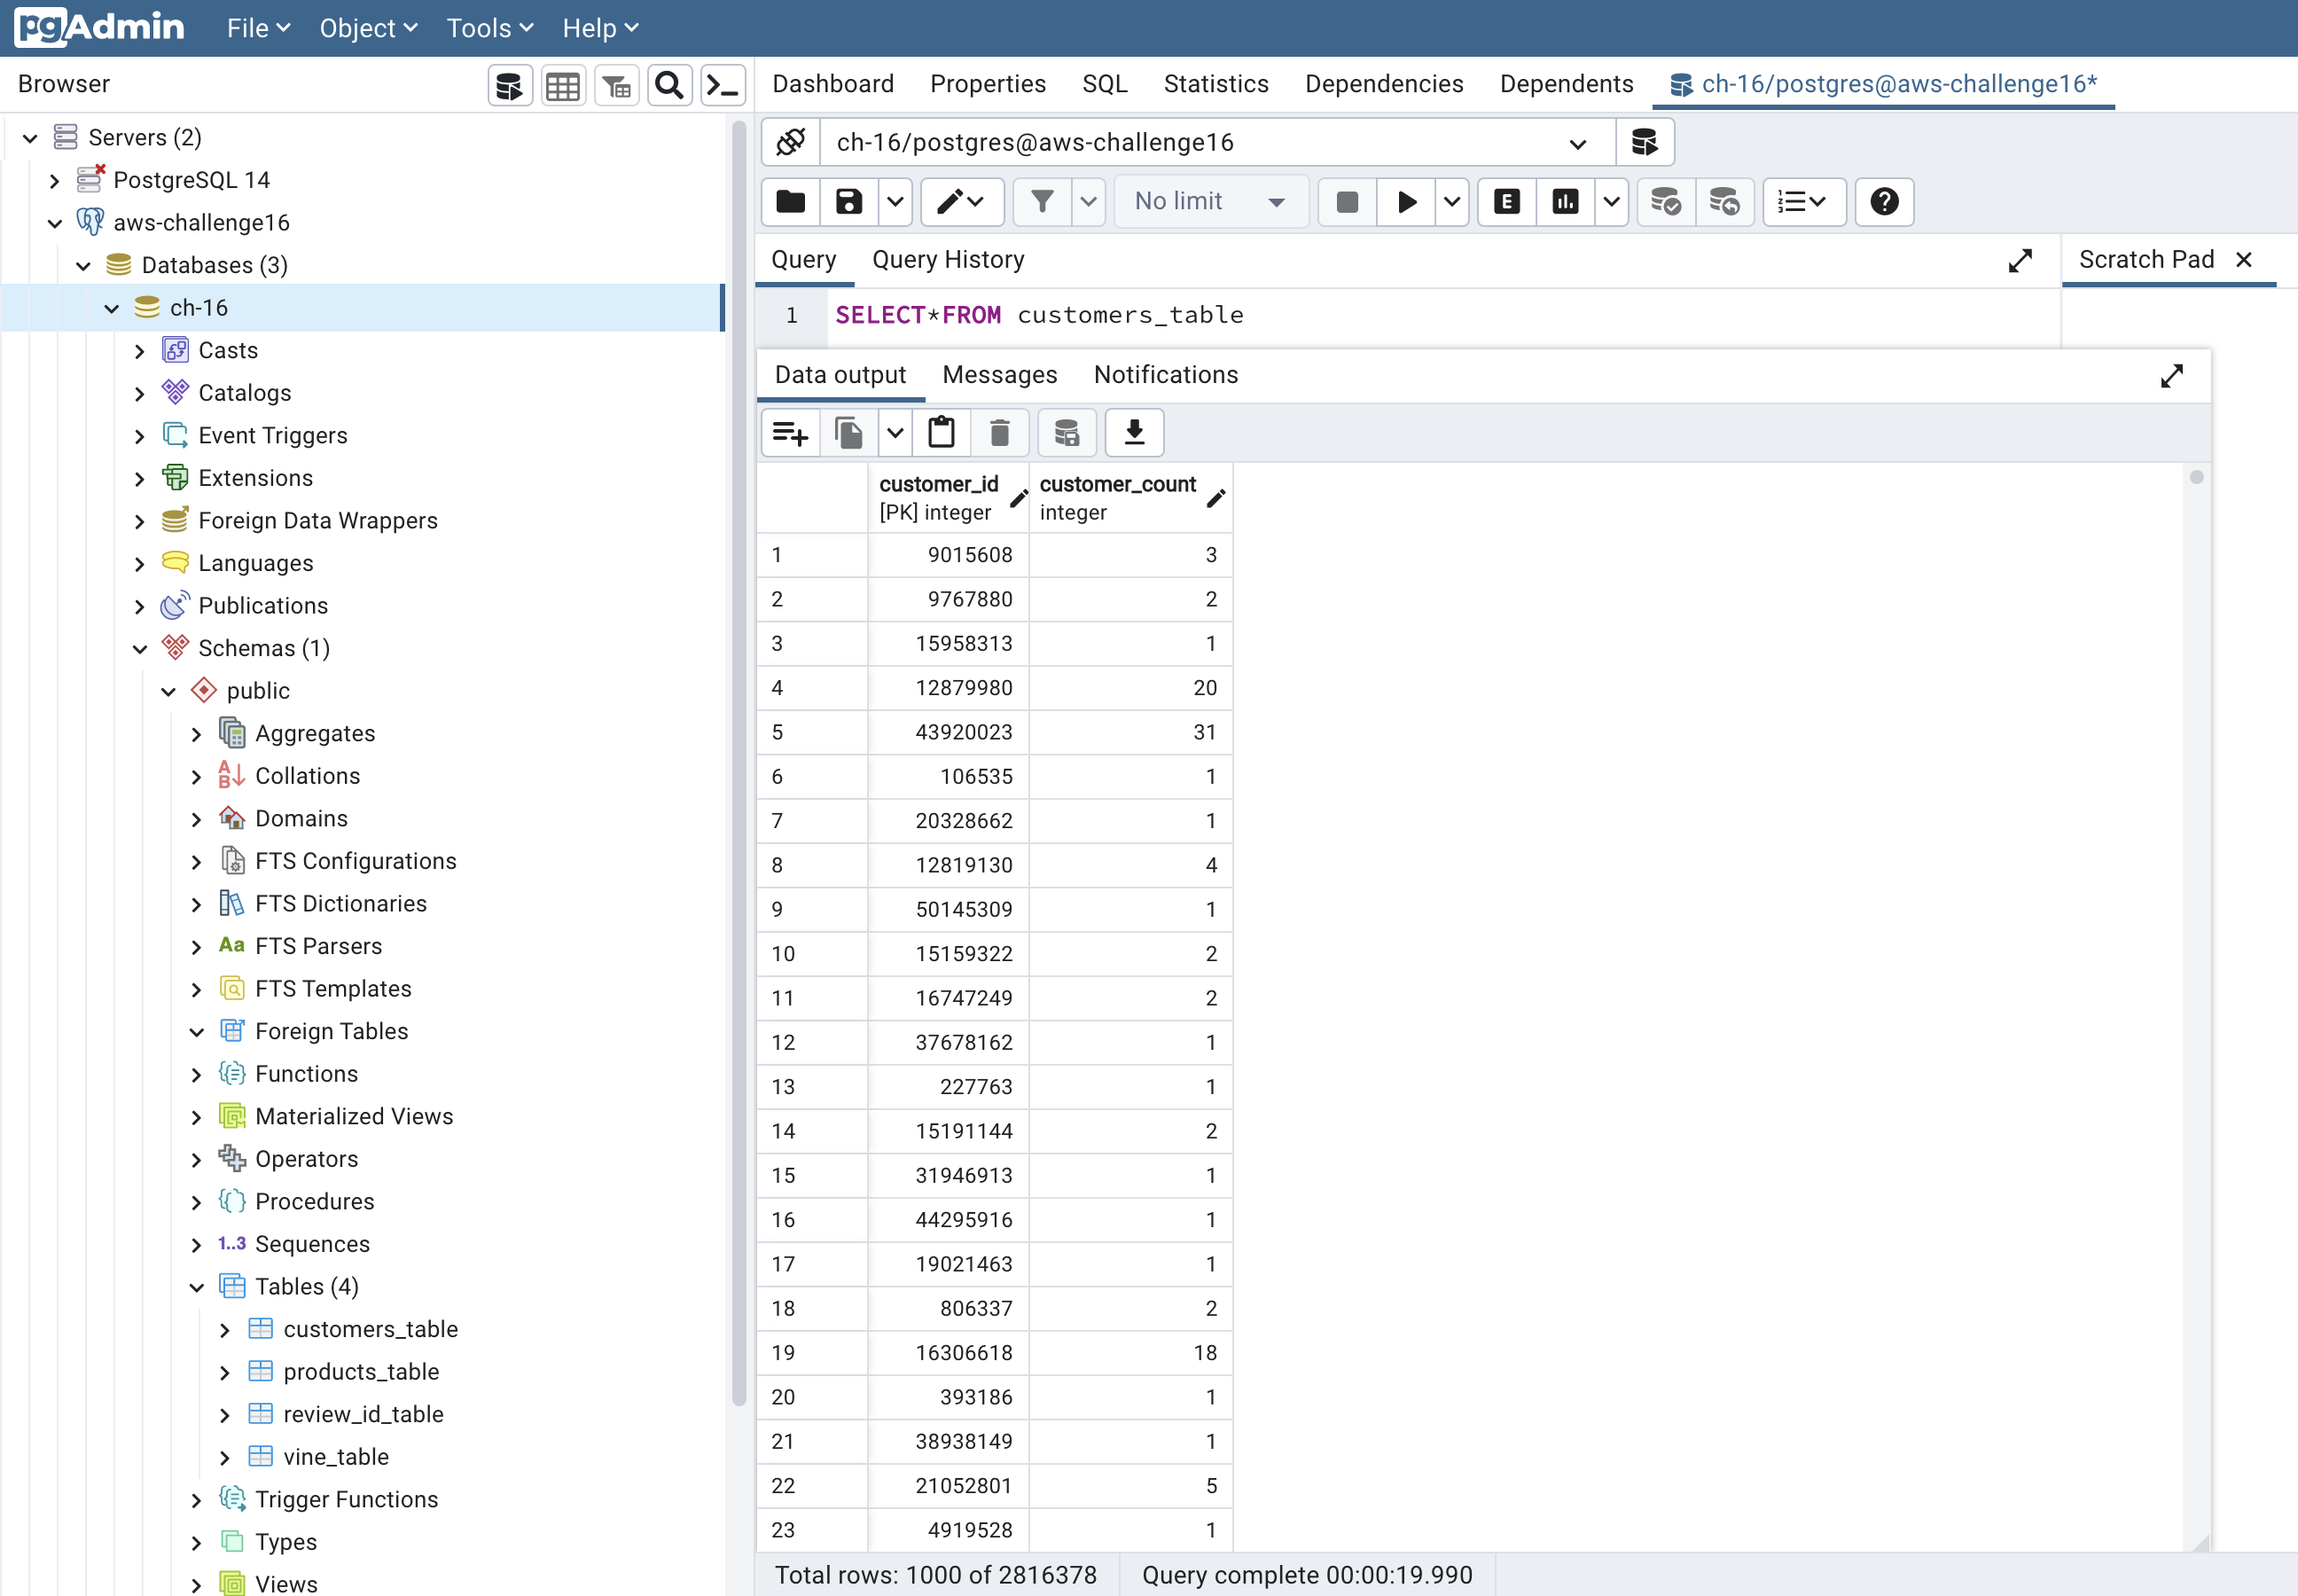 pgAdmin File Object Tools Help
Browser
Dashboard Properties SQL Statistics Dependencies Dependents ch-16/postgres@aws-challenge16*
Servers (2)
PostgreSQL 14
aws-challenge16
Databases (3)
ch-16
Casts
Catalogs
Event Triggers
Extensions
Foreign Data Wrappers
Languages
Publications
Schemas (1)
public
Aggregates
Collations
Domains
FTS Configurations
FTS Dictionaries
Aa FTS Parsers
FTS Templates
Foreign Tables
Functions
Materialized Views
Operators
Procedures
1..3 Sequences
Tables (4)
customers_table
products_table
review_id_table
vine_table
Trigger Functions
Types
Views
ch-16/postgres@aws-challenge16
No limit
E
Query Query History
Scratch Pad
1 SELECT*FROM customers_table
Data output Messages Notifications
customer_id customer_count
[PK] integer integer
1 9015608 3
2 9767880 2
3 15958313 1
4 12879980 20
5 43920023 31
6 106535 1
7 20328662 1
8 12819130 4
9 50145309 1
10 15159322 2
11 16747249 2
12 37678162 1
13 227763 1
14 15191144 2
15 31946913 1
16 44295916 1
17 19021463 1
18 806337 2
19 16306618 18
20 393186 1
21 38938149 1
22 21052801 5
23 4919528 1
Total rows: 1000 of 2816378 Query complete 00:00:19.990